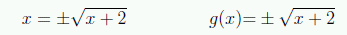 x = ±√x + 2 g(x)= ± √x + 2